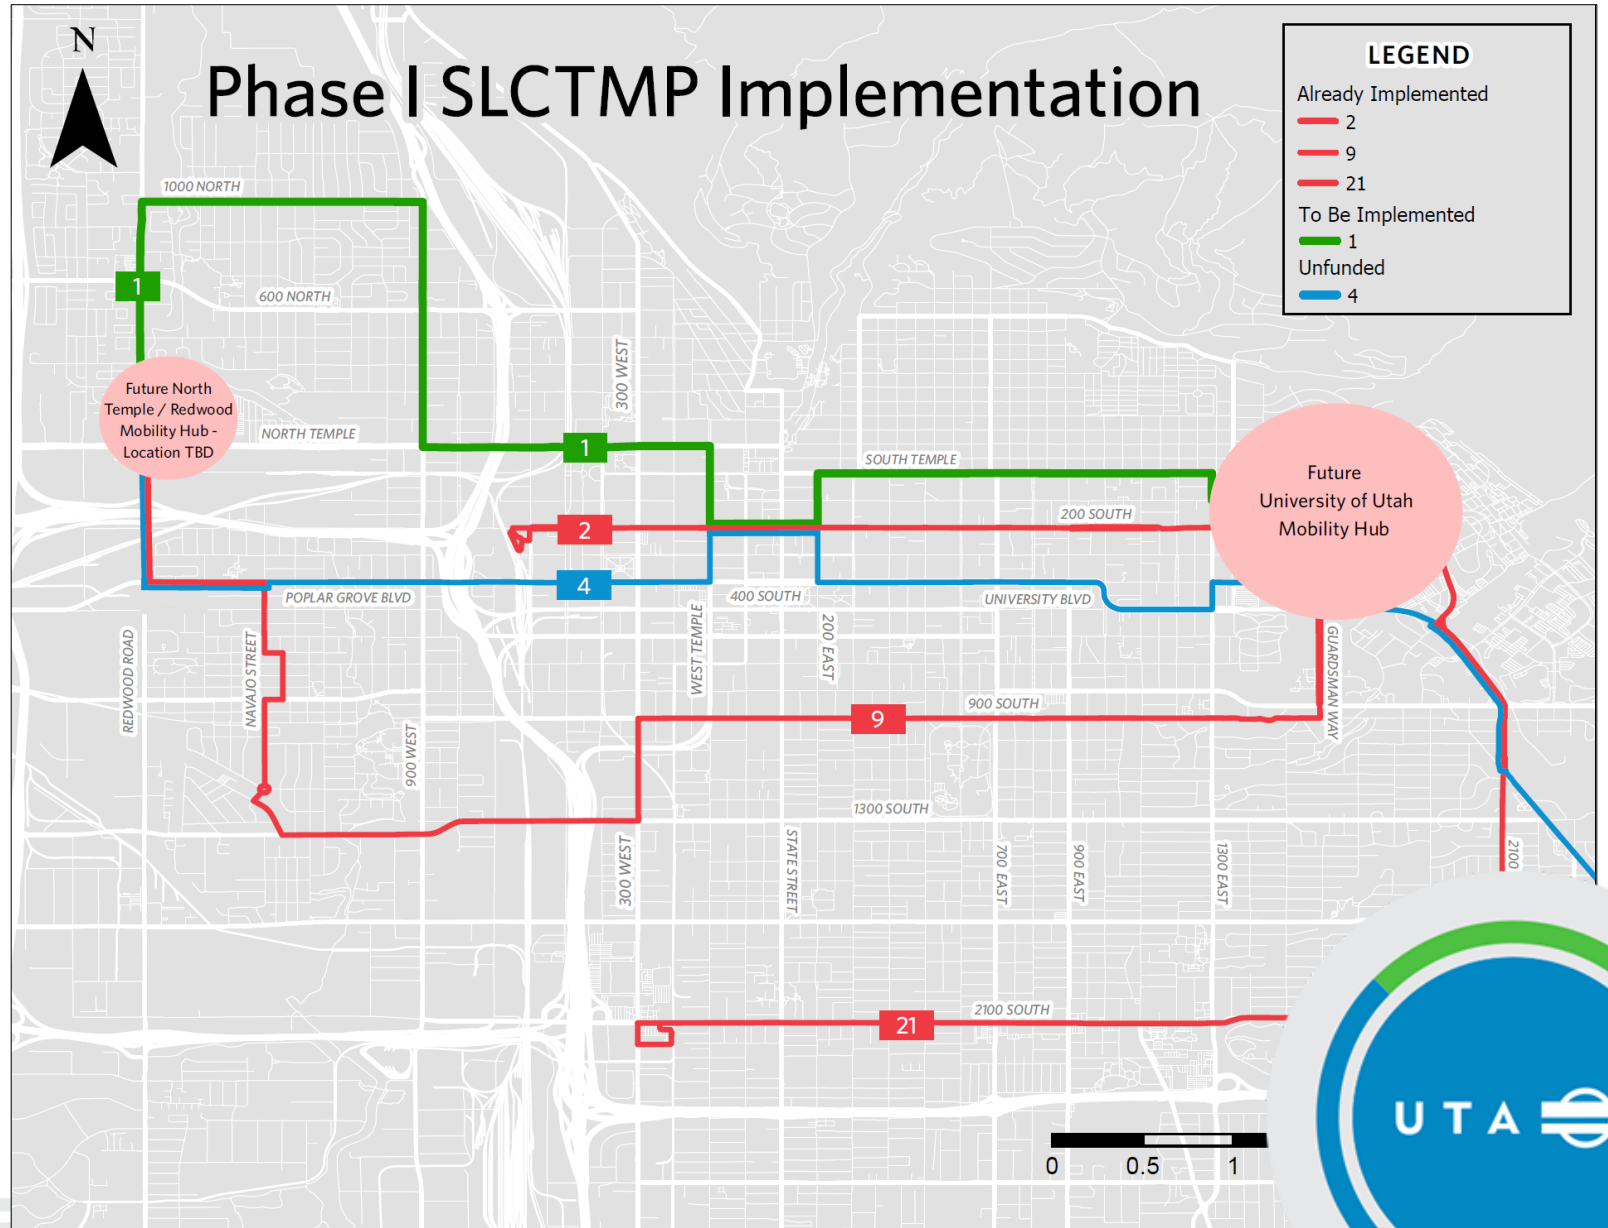 N
Phase I SLCTMP Implementation
LEGEND
Already Implemented
2
9
21
To Be Implemented
1
Unfunded
4
1000 NORTH
1
600 NORTH
300 WEST
Future North
Temple / Redwood
Mobility Hub -
Location TBD
NORTH TEMPLE
1
SOUTH TEMPLE
Future
University of Utah
Mobility Hub
200 SOUTH
2
4
POPLAR GROVE BLVD
400 SOUTH
UNIVERSITY BLVD
REDWOOD ROAD
NAVAJO STREET
WEST TEMPLE
200 EAST
GUARDSMAN WAY
900 SOUTH
9
900 WEST
1300 SOUTH
300 WEST
STATE STREET
700 EAST
900 EAST
1300 EAST
2100
2100 SOUTH
21
UTA
0 0.5 1